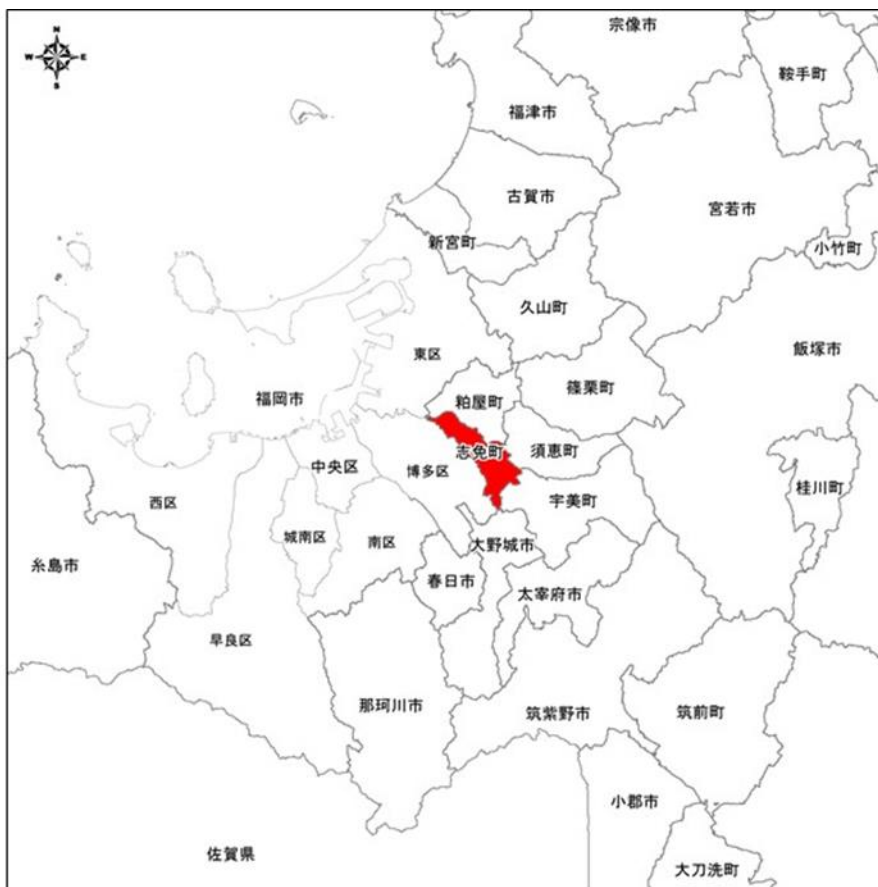 宗像市
N
W E
S
鞍手町
福津市
古賀市
宮若市
新宮町
小竹町
久山町
東区
飯塚市
篠栗町
福岡市
粕屋町
志免町
須恵町
中央区
博多区
桂川町
西区
宇美町
城南区
南区
大野城市
糸島市
春日市
太宰府市
早良区
那珂川市
筑紫野市
筑前町
小郡市
佐賀県
大刀洗町